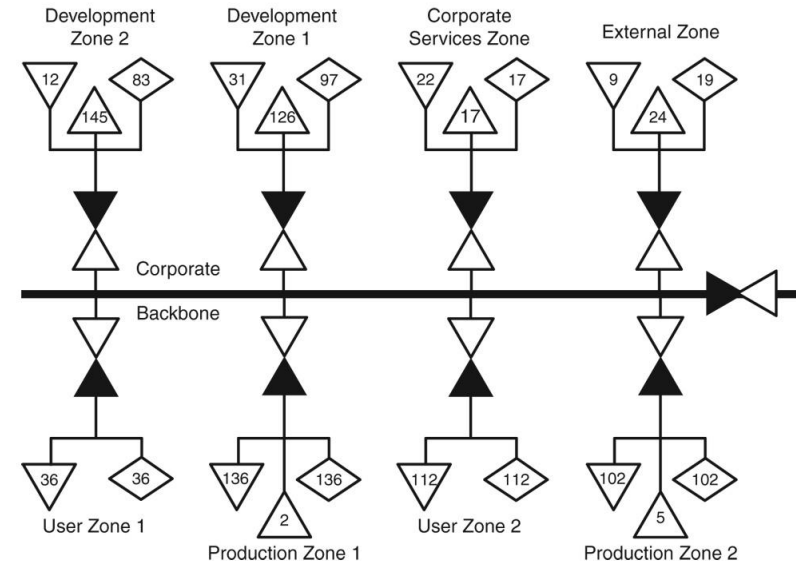 Development
Zone 2
Development
Zone 1
Corporate
Services Zone
External Zone
12
83
31
97
22
17
9
19
145
126
17
24
Corporate
Backbone
36
36
136
136
112
112
102
102
2
5
User Zone 1
User Zone 2
Production Zone 1
Production Zone 2